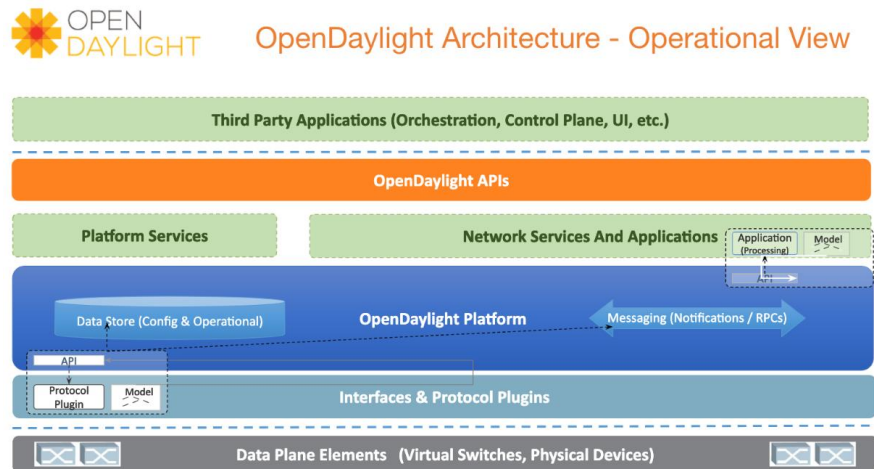 OPEN
DAYLIGHT
OpenDaylight Architecture - Operational View
Third Party Applications (Orchestration, Control Plane, UI, etc.)
OpenDaylight APIs
Platform Services
Network Services And Applications
Application
(Processing)
Model
API
Data Store (Config & Operational)
OpenDaylight Platform
Messaging (Notifications / RPCs)
API
Protocol
Plugin
Model
Interfaces & Protocol Plugins
Data Plane Elements (Virtual Switches, Physical Devices)